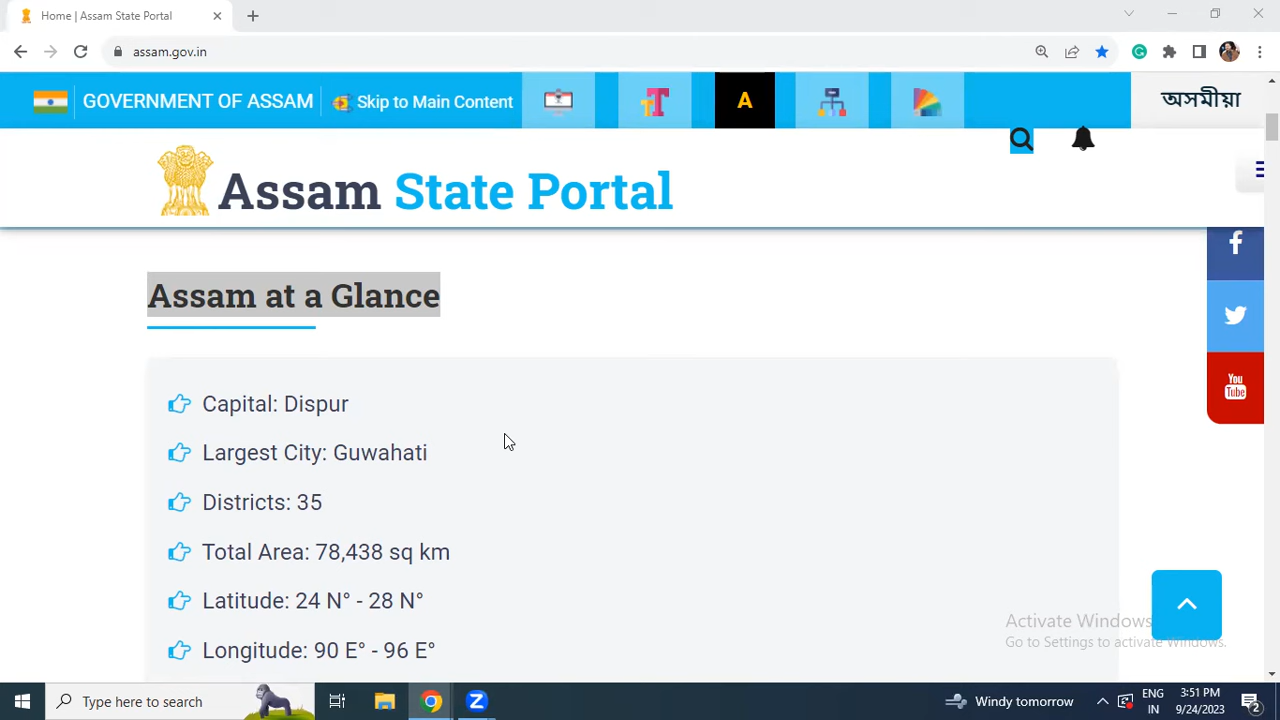 Home | Assam State Portal
assam.gov.in
GOVERNMENT OF ASSAM
Skip to Main Content
T
A
অসমীয়া
Assam State Portal
Assam at a Glance
Capital: Dispur
Largest City: Guwahati
Districts: 35
Total Area: 78,438 sq km
Latitude: 24 N° - 28 N°
Longitude: 90 E° - 96 E°
You
Tube
Activate Windows
Go to Settings to activate Windows.
Type here to search
Windy tomorrow
ENG
IN
3:51 PM
9/24/2023
2